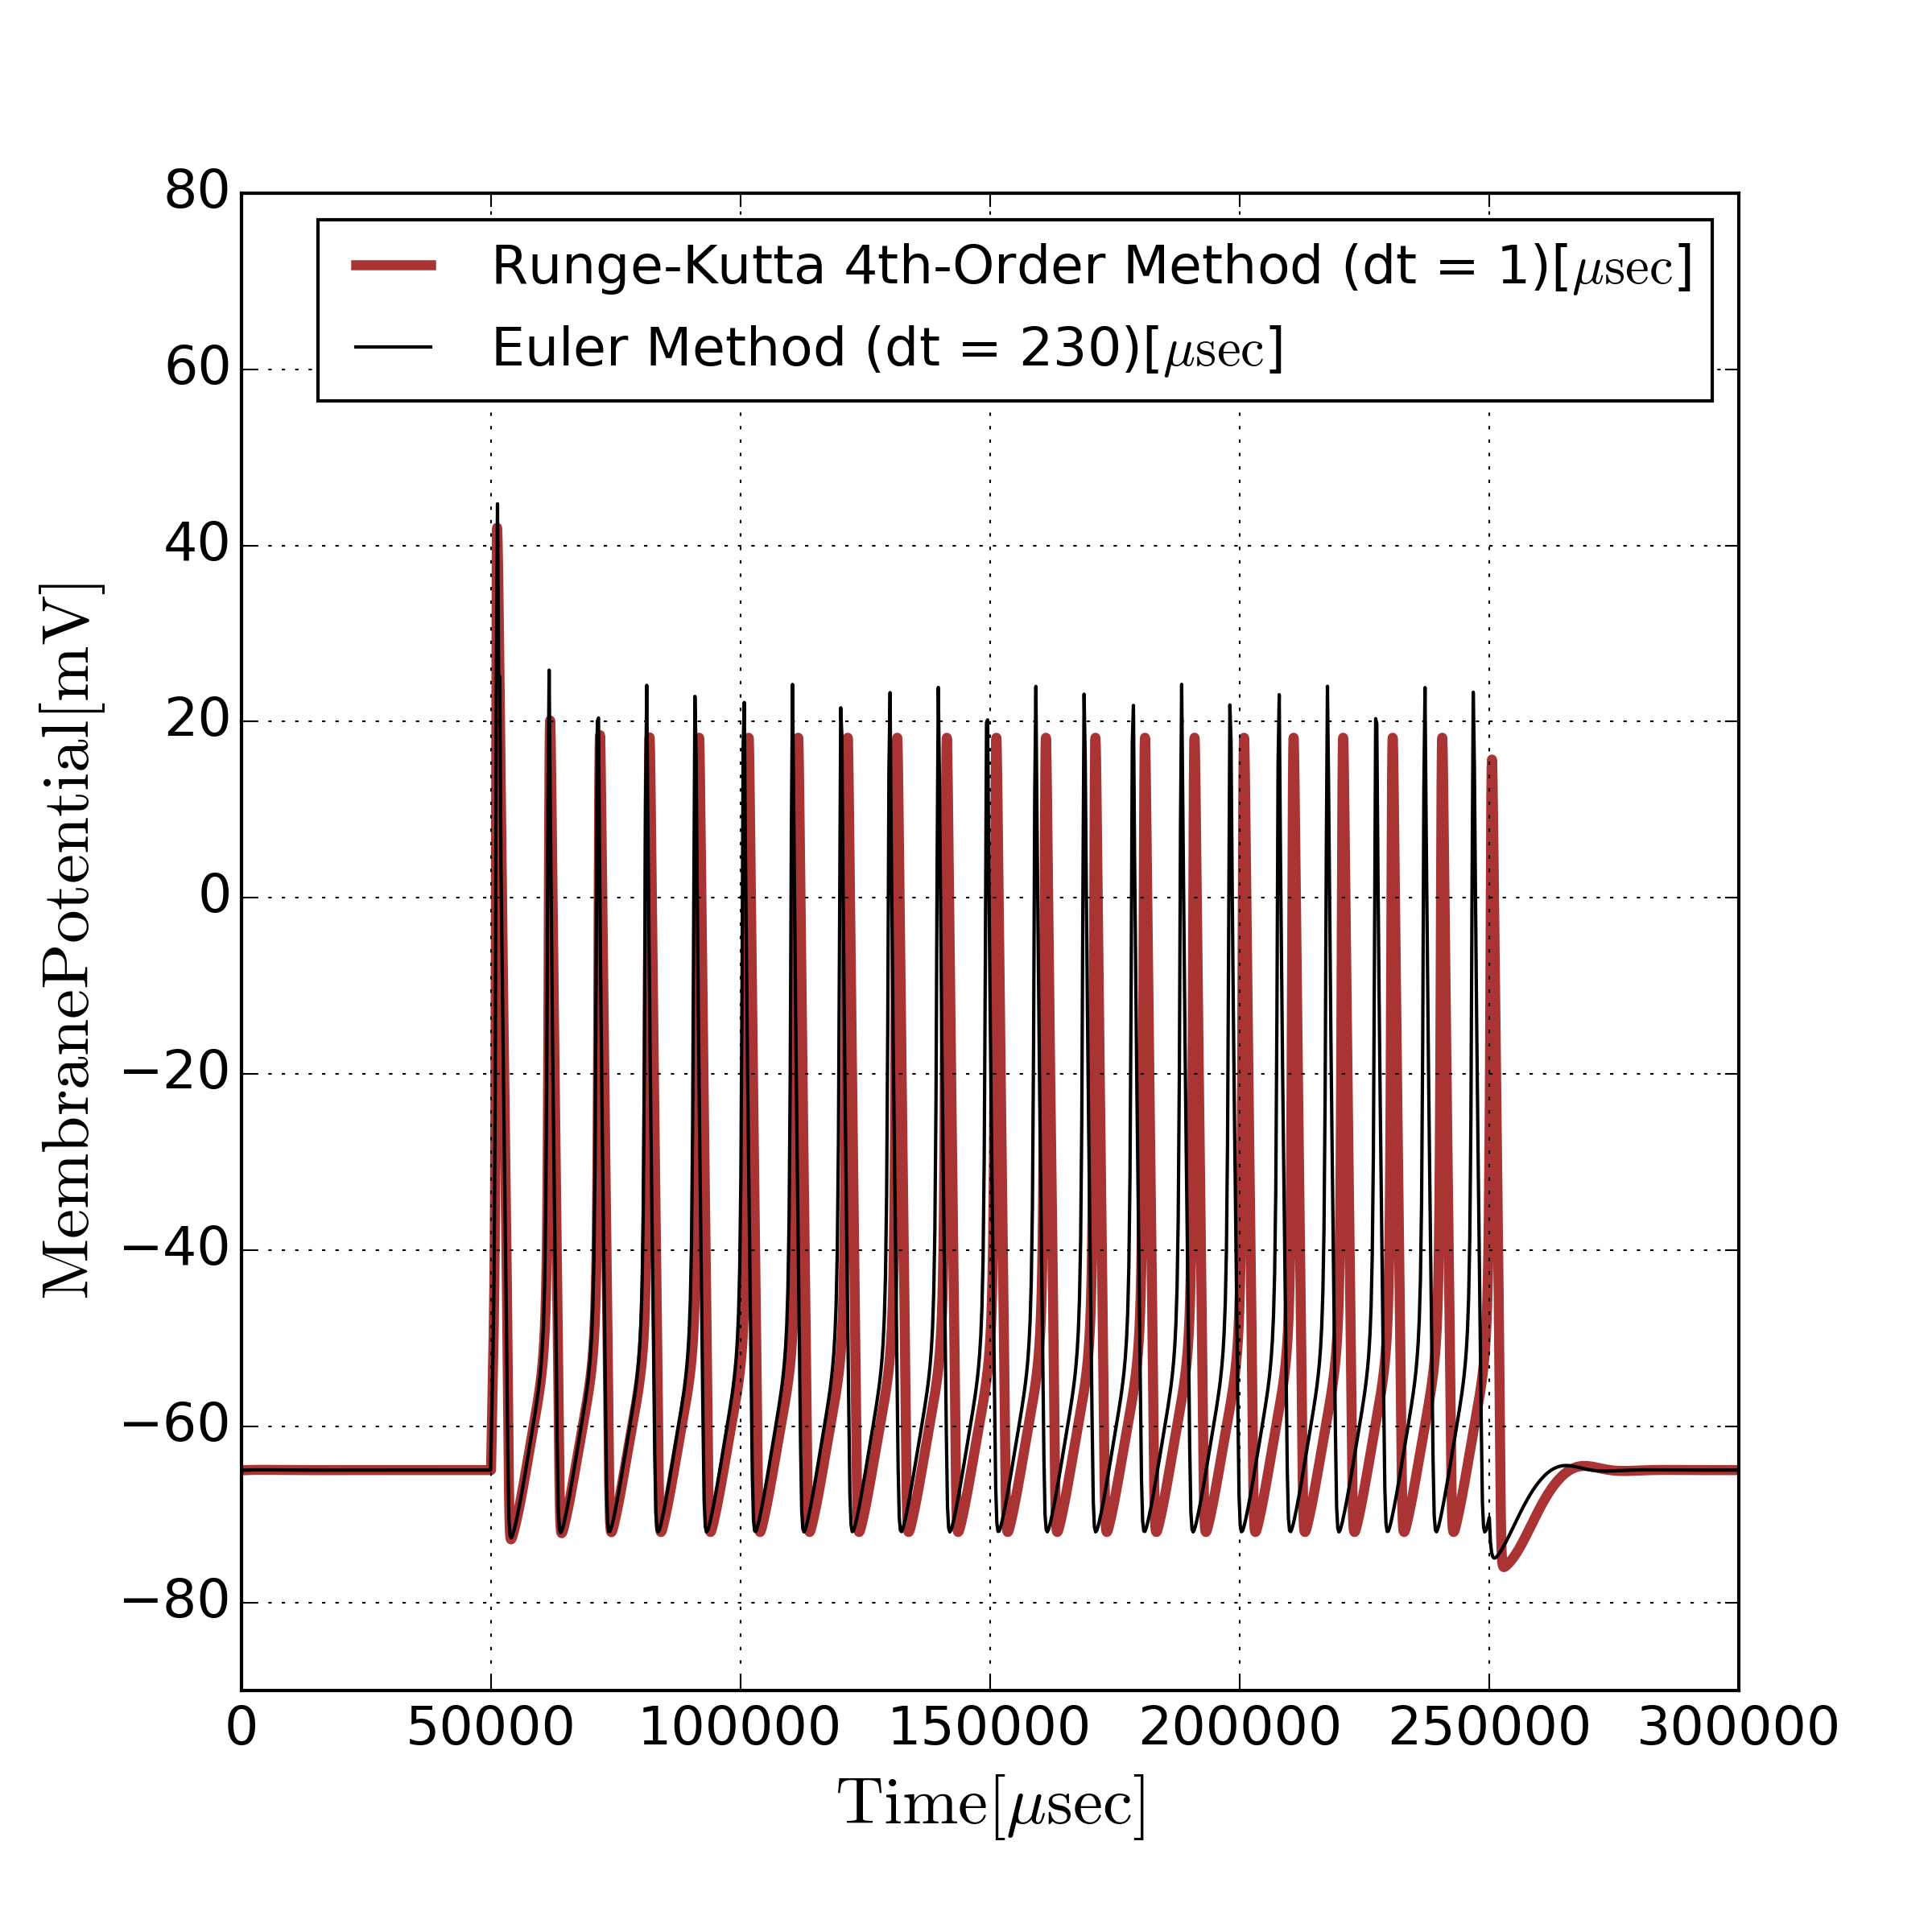 80
60
40
20
0
−20
−40
−60
−80
MembranePotential[mV]
Runge-Kutta 4th-Order Method (dt = 1)[μsec]
Euler Method (dt = 230)[μsec]
0 50000 100000 150000 200000 250000 300000
Time[μsec]